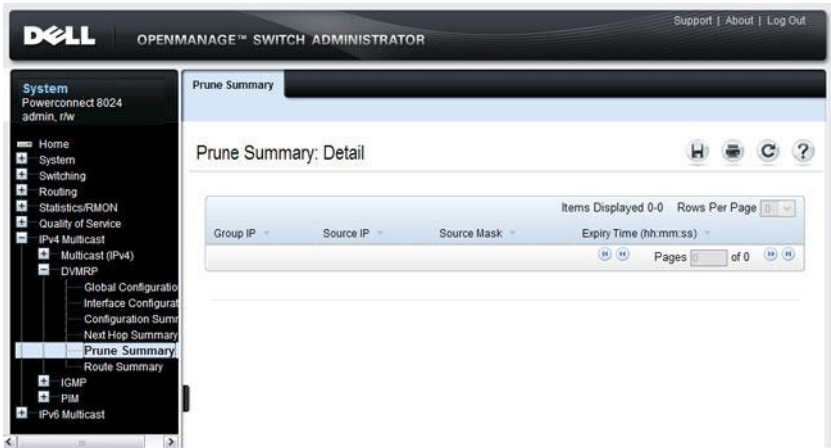 Support | About | Log Out
DELL OPENMANAGE™ SWITCH ADMINISTRATOR
System
Powerconnect 8024
admin, r/w
Home
System
Switching
Routing
Statistics/RMON
Quality of Service
IPv4 Multicast
Multicast (IPv4)
DVMRP
Global Configuratio
Interface Configurat
Configuration Sumr
Next Hop Summary
Prune Summary
Route Summary
IGMP
PIM
IPv6 Multicast
Prune Summary
Prune Summary: Detail
Items Displayed 0-0 Rows Per Page 0
Group IP Source IP Source Mask Expiry Time (hh:mm:ss)
Pages 0 of 0